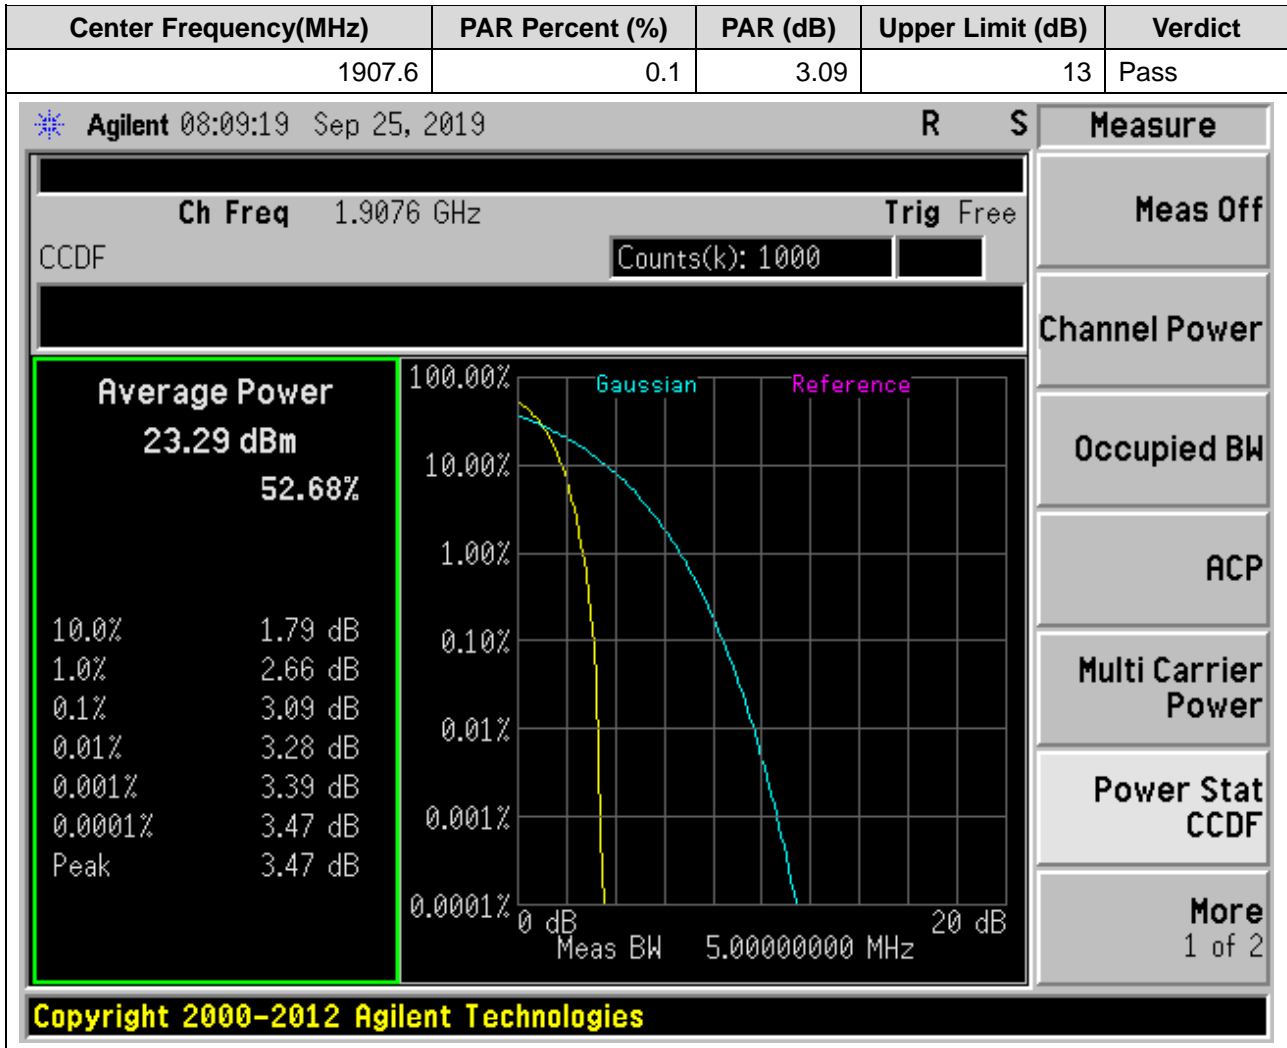 Center Frequency(MHz) PAR Percent (%) PAR (dB) Upper Limit (dB) Verdict
1907.6 0.1 3.09 13 Pass
Agilent 08:09:19 Sep 25, 2019 R S
Measure
Ch Freq 1.9076 GHz Trig Free
CCDF Counts(k): 1000
Meas Off
Channel Power
Occupied BW
ACP
Multi Carrier
Power
Power Stat
CCDF
More
1 of 2
Average Power
23.29 dBm
52.68%
10.0% 1.79 dB
1.0% 2.66 dB
0.1% 3.09 dB
0.01% 3.28 dB
0.001% 3.39 dB
0.0001% 3.47 dB
Peak 3.47 dB
Gaussian Reference
100.00%
10.00%
1.00%
0.10%
0.01%
0.001%
0.0001%
0 dB 20 dB
Meas BW 5.00000000 MHz
Copyright 2000-2012 Agilent Technologies